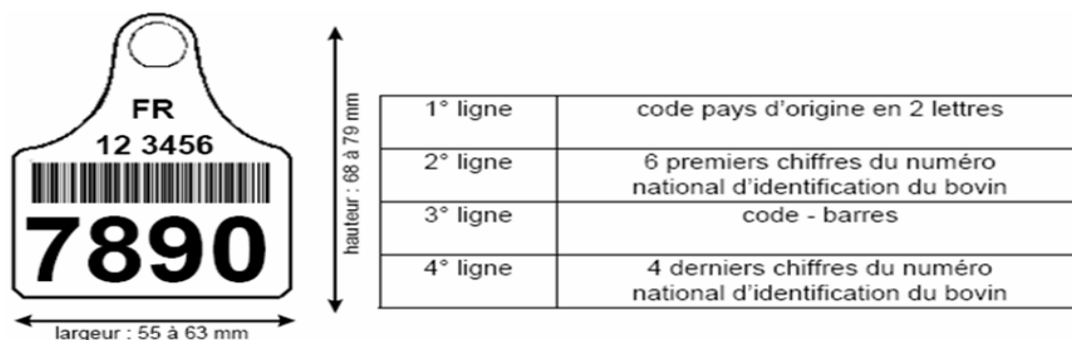 FR
12 3456
7890
largeur : 55 à 63 mm
hauteur : 68 à 79 mm
1° ligne
code pays d'origine en 2 lettres
2° ligne
6 premiers chiffres du numéro
national d'identification du bovin
3° ligne
code - barres
4° ligne
4 derniers chiffres du numéro
national d'identification du bovin